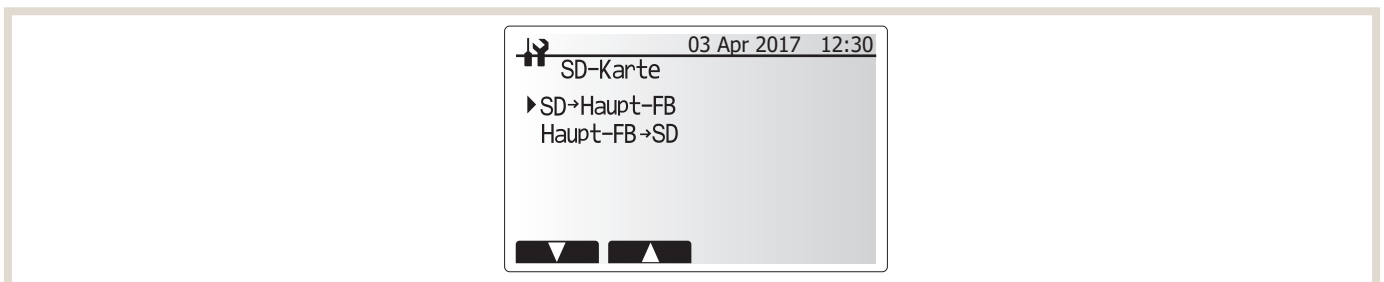 03 Apr 2017 12:30
SD-Karte
SD→Haupt-FB
Haupt-FB→SD